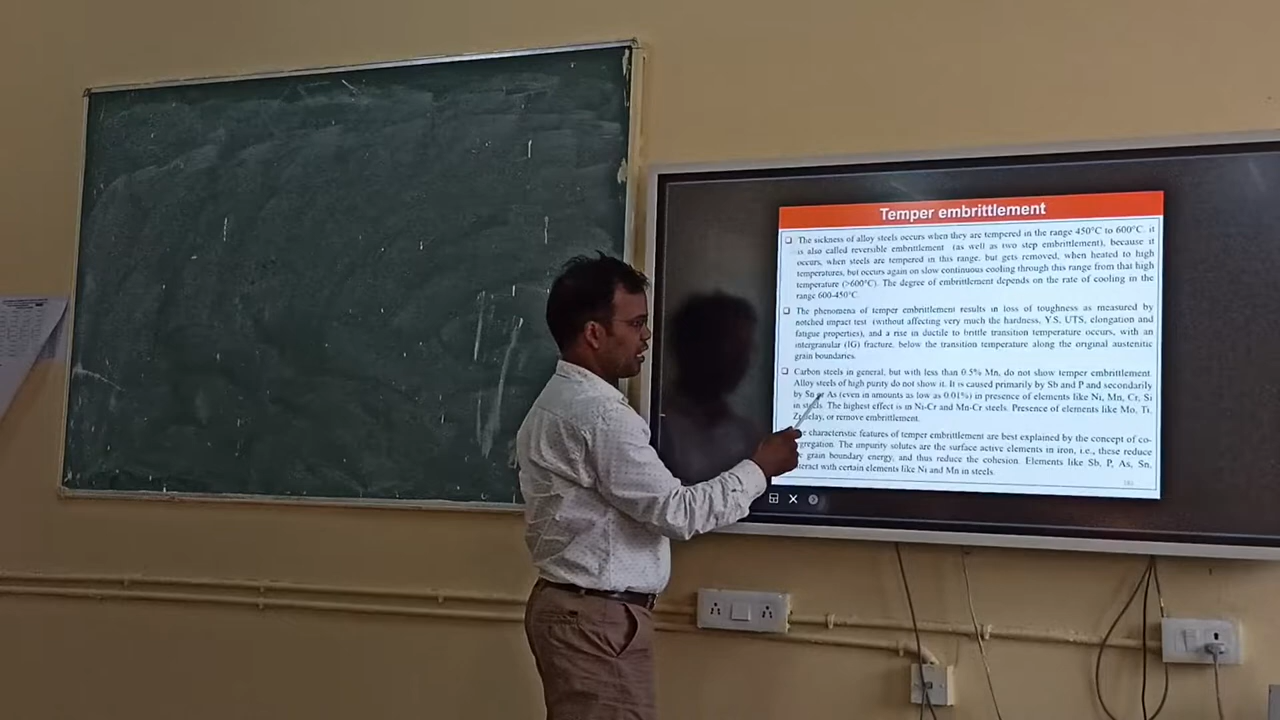 Temper embrittlement
The sickness of alloy steels occurs when they are tempered in the range 450°C to 600°C. it
is also called reversible embrittlement (as well as two step embrittlement), because it
occurs, when steels are tempered in this range, but gets removed, when heated to high
temperatures, but occurs again on slow continuous cooling through this range from that high
temperature (>600°C). The degree of embrittlement depends on the rate of cooling in the
range 600-450°C.
The phenomena of temper embrittlement results in loss of toughness as measured by
notched impact test (without affecting very much the hardness, Y.S, UTS, elongation and
fatigue properties), and a rise in ductile to brittle transition temperature occurs, with an
intergranular (IG) fracture, below the transition temperature along the original austenitic
grain boundaries.
Carbon steels in general, but with less than 0.5% Mn, do not show temper embrittlement.
Alloy steels of high purity do not show it. It is caused primarily by Sb and P and secondarily
by Sn or As (even in amounts as low as 0.01%) in presence of elements like Ni, Mn, Cr, Si
in steels. The highest effect is in Ni-Cr and Mn-Cr steels. Presence of elements like Mo, Ti,
Zr delay, or remove embrittlement.
characteristic features of temper embrittlement are best explained by the concept of co-
gregation. The impurity solutes are the surface active elements in iron, i.e., these reduce
grain boundary energy, and thus reduce the cohesion. Elements like Sb, P, As, Sn,
teract with certain elements like Ni and Mn in steels.